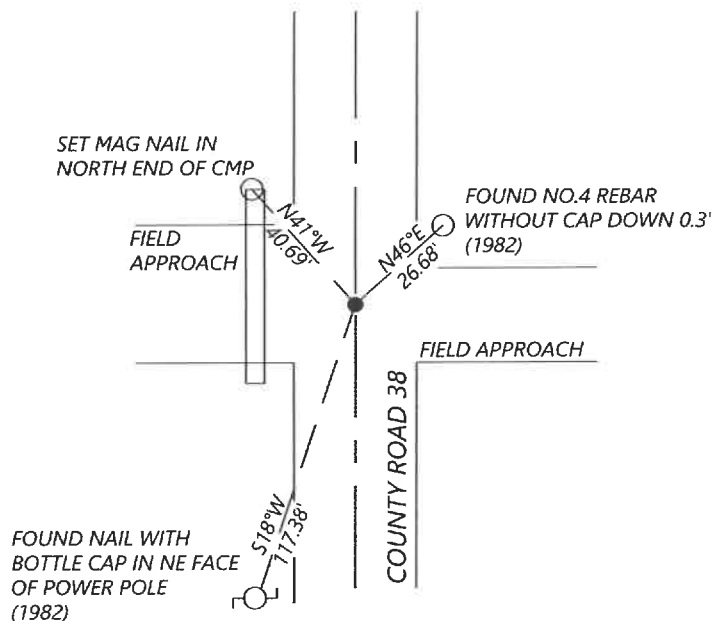 SET MAG NAIL IN
NORTH END OF CMP
FOUND NO.4 REBAR
WITHOUT CAP DOWN 0.3'
(1982)
N41°W
40.69'
N46°E
26.68'
FIELD
APPROACH
FIELD APPROACH
COUNTY ROAD 38
S18°W
117.38'
FOUND NAIL WITH
BOTTLE CAP IN NE FACE
OF POWER POLE
(1982)